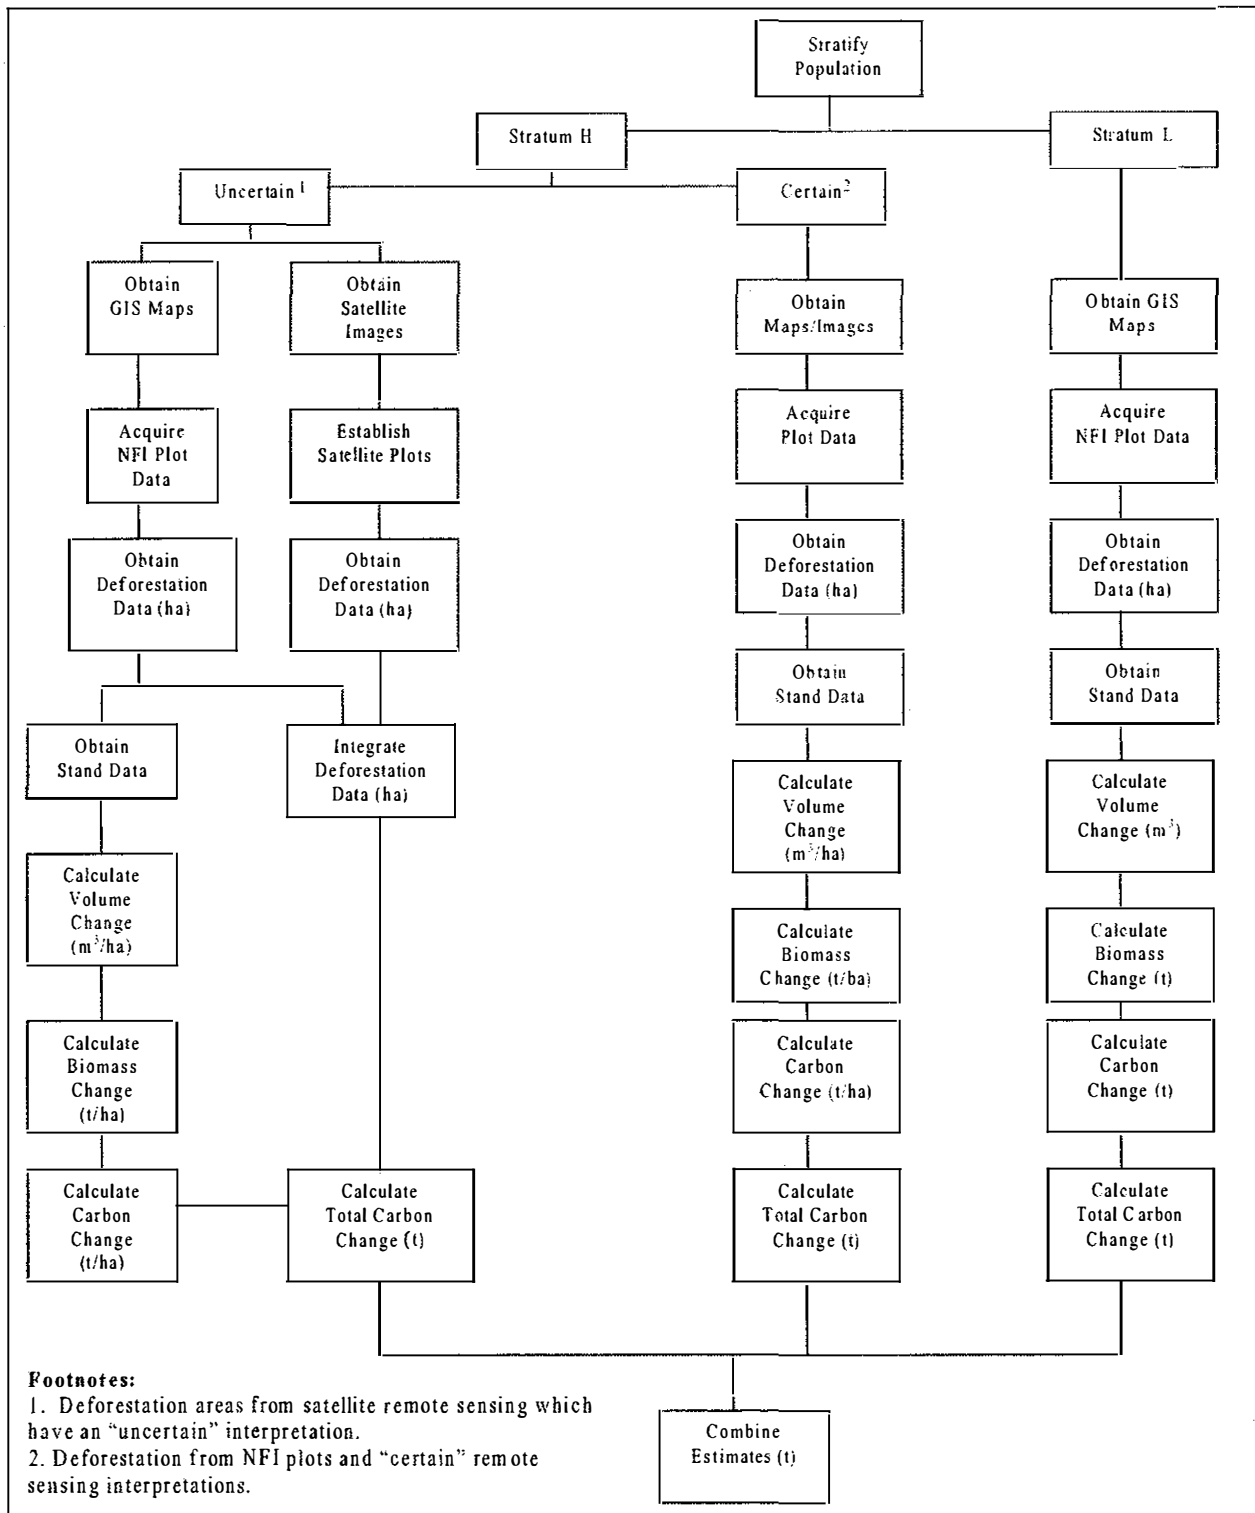 Stratify
Population
Stratum H
Stratum L
Uncertain 1
Certain 2
Obtain
GIS Maps
Obtain
Satellite
Images
Obtain
Maps/Images
Obtain GIS
Maps
Acquire
NFI Plot
Data
Establish
Satellite Plots
Acquire
Plot Data
Acquire
NFI Plot Data
Obtain
Deforestation
Data (ha)
Obtain
Deforestation
Data (ha)
Obtain
Deforestation
Data (ha)
Obtain
Deforestation
Data (ha)
Obtain
Stand Data
Obtain
Stand Data
Obtain
Stand Data
Integrate
Deforestation
Data (ha)
Calculate
Volume
Change
(m³/ha)
Calculate
Volume
Change (m³)
Calculate
Volume
Change
(m³/ha)
Calculate
Biomass
Change (t/ha)
Calculate
Biomass
Change (t)
Calculate
Biomass
Change
(t/ha)
Calculate
Carbon
Change (t/ha)
Calculate
Carbon
Change (t)
Calculate
Carbon
Change
(t/ha)
Calculate
Total Carbon
Change (t)
Calculate
Total Carbon
Change (t)
Calculate
Total Carbon
Change (t)
Footnotes:
1. Deforestation areas from satellite remote sensing which
have an “uncertain” interpretation.
2. Deforestation from NFI plots and “certain” remote
sensing interpretations.
Combine
Estimates (t)